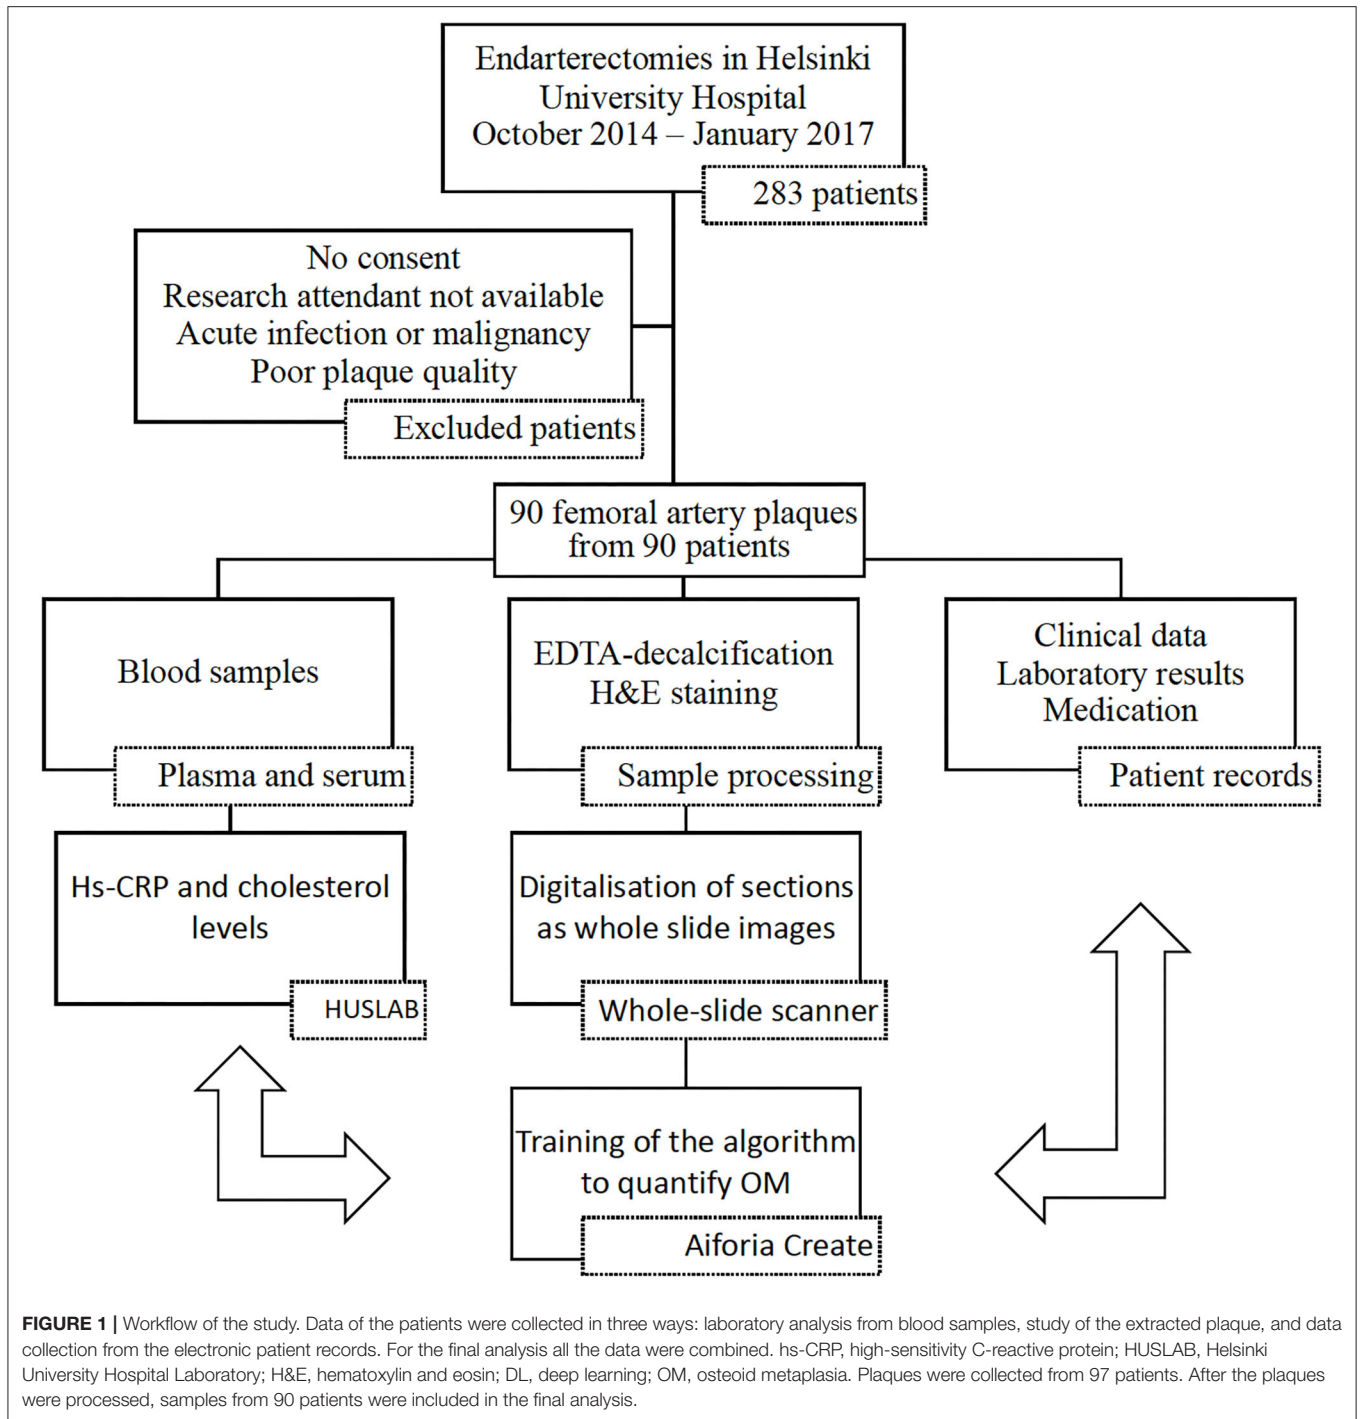 Endarterectomies in Helsinki
University Hospital
October 2014 – January 2017
283 patients
No consent
Research attendant not available
Acute infection or malignancy
Poor plaque quality
Excluded patients
90 femoral artery plaques
from 90 patients
Blood samples
Plasma and serum
EDTA-decalcification
H&E staining
Sample processing
Clinical data
Laboratory results
Medication
Patient records
Hs-CRP and cholesterol
levels
HUSLAB
Digitalisation of sections
as whole slide images
Whole-slide scanner
Training of the algorithm
to quantify OM
Aiforia Create
FIGURE 1 | Workflow of the study. Data of the patients were collected in three ways: laboratory analysis from blood samples, study of the extracted plaque, and data
collection from the electronic patient records. For the final analysis all the data were combined. hs-CRP, high-sensitivity C-reactive protein; HUSLAB, Helsinki
University Hospital Laboratory; H&E, hematoxylin and eosin; DL, deep learning; OM, osteoid metaplasia. Plaques were collected from 97 patients. After the plaques
were processed, samples from 90 patients were included in the final analysis.